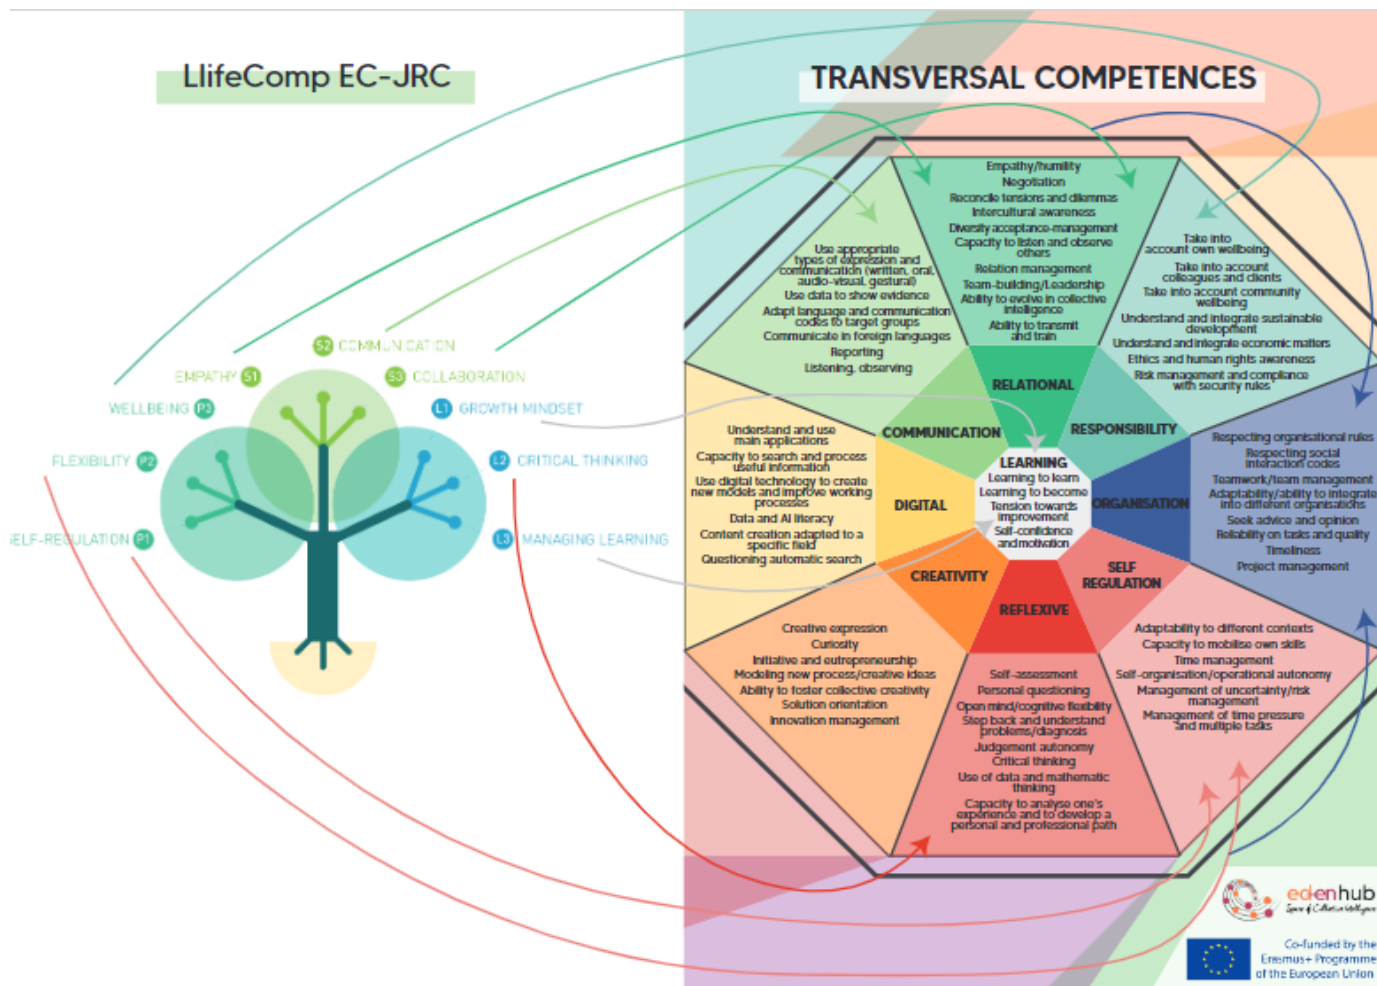 LlifeComp EC-JRC
TRANSVERSAL COMPETENCES
S2 COMMUNICATION
EMPATHY S1
S3 COLLABORATION
WELLBEING P3
L1 GROWTH MINDSET
FLEXIBILITY P2
L2 CRITICAL THINKING
SELF-REGULATION P1
L3 MANAGING LEARNING
Empathy/humility
Negotiation
Reconcile tensions and dilemmas
Intercultural awareness
Diversity acceptance-management
Capacity to listen and observe
others
Relation management
Team-building/Leadership
Ability to evolve in collective
intelligence
Ability to transmit
and train
RELATIONAL
Use appropriate
types of expression and
communication (written, oral,
audio-visual, gestural)
Use data to show evidence
Adapt language and communication
codes to target groups
Communicate in foreign languages
Reporting
Listening, observing
COMMUNICATION
Take into
account own wellbeing
Take into account
colleagues and clients
Take into account community
wellbeing
Understand and integrate sustainable
development
Understand and integrate economic matters
Ethics and human rights awareness
Risk management and compliance
with security rules
RESPONSIBILITY
Understand and use
main applications
Capacity to search and process
useful information
Use digital technology to create
new models and improve working
processes
Data and AI literacy
Content creation adapted to a
specific field
Questioning automatic search
DIGITAL
LEARNING
Learning to learn
Learning to become
Tension towards
improvement
Self-confidence
and motivation
ORGANISATION
Respecting organisational rules
Respecting social
interaction codes
Teamwork/team management
Adaptability/ability to integrate
into different organisations
Seek advice and opinion
Reliability on tasks and quality
Timeliness
Project management
CREATIVITY
Creative expression
Curiosity
Initiative and eutrepreneurship
Modeling new process/creative ideas
Ability to foster collective creativity
Solution orientation
Innovation management
REFLEXIVE
Self-assessment
Personal questioning
Open mind/cognitive flexibility
Step back and understand
problems/diagnosis
Judgement autonomy
Critical thinking
Use of data and mathematic
thinking
Capacity to analyse one's
experience and to develop a
personal and professional path
SELF
REGULATION
Adaptability to different contexts
Capacity to mobilise own skills
Time management
Self-organisation/operational autonomy
Management of uncertainty/risk
management
Management of time pressure
and multiple tasks
ed-en hub
Space of Collective Intelligence
Co-funded by the
Erasmus+ Programme
of the European Union